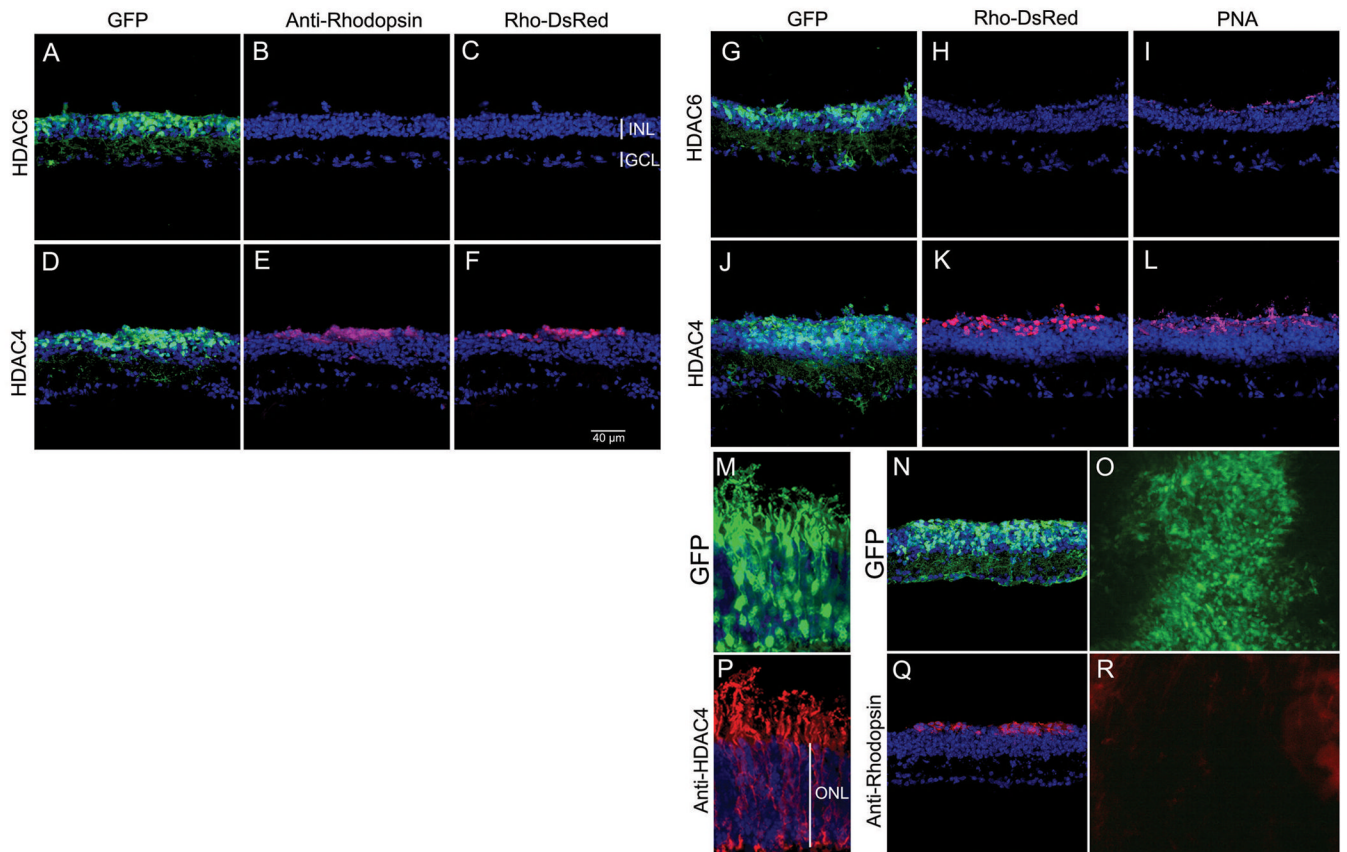 GFP Anti-Rhodopsin Rho-DsRed
HDAC6
A B C
INL
GCL
HDAC4
D E F
40 µm
GFP Rho-DsRed PNA
HDAC6
G H I
HDAC4
J K L
GFP
M
GFP
N O
Anti-HDAC4
P
ONL
Anti-Rhodopsin
Q R